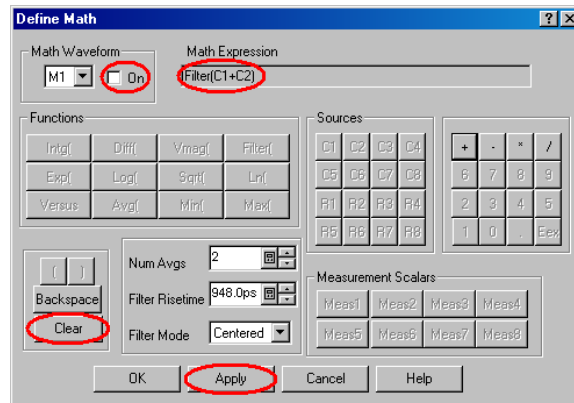 Define Math
Math Waveform
M1
On
Math Expression
Filter(C1+C2)
Functions
Intg( Diff( Vmag( Filter(
Exp( Log( Sqrt( Ln(
Versus Avg( Min( Max(
Sources
C1 C2 C3 C4
C5 C6 C7 C8
R1 R2 R3 R4
R5 R6 R7 R8
+ - * /
6 7 8 9
2 3 4 5
1 0 . Eex
( )
Backspace
Clear
Num Avgs 2
Filter Risetime 948.0ps
Filter Mode Centered
Measurement Scalars
Meas1 Meas2 Meas3 Meas4
Meas5 Meas6 Meas7 Meas8
OK Apply Cancel Help